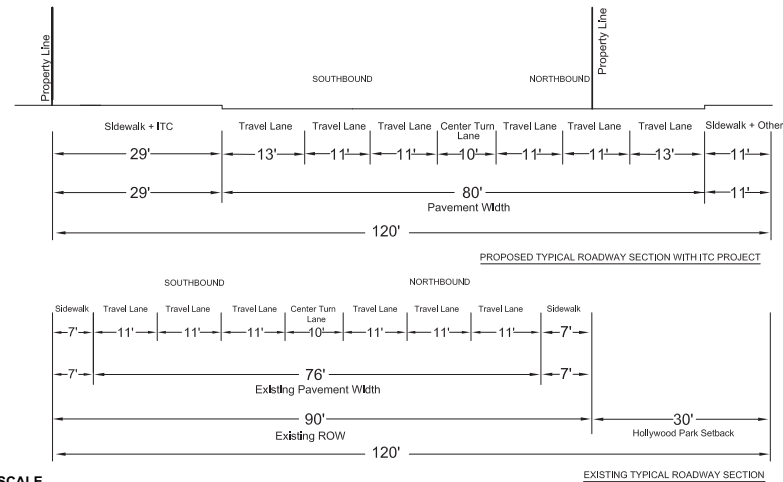 Property Line
Property Line
SOUTHBOUND NORTHBOUND
Sidewalk + ITC Travel Lane Travel Lane Travel Lane Center Turn Lane Travel Lane Travel Lane Travel Lane Sidewalk + Other
29' 13' 11' 11' 10' 11' 11' 13' 11'
29' 80' 11'
Pavement Width
120'
PROPOSED TYPICAL ROADWAY SECTION WITH ITC PROJECT
SOUTHBOUND NORTHBOUND
Sidewalk Travel Lane Travel Lane Travel Lane Center Turn Lane Travel Lane Travel Lane Travel Lane Sidewalk
7' 11' 11' 11' 10' 11' 11' 11' 7'
7' 76' 7'
Existing Pavement Width
90' 30'
Existing ROW Hollywood Park Setback
120'
EXISTING TYPICAL ROADWAY SECTION
SCALE